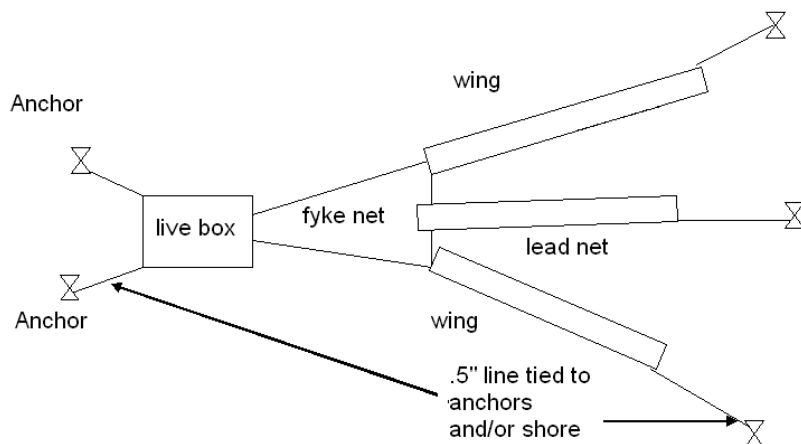 wing
Anchor
live box
fyke net
lead net
Anchor
wing
.5" line tied to
anchors
and/or shore